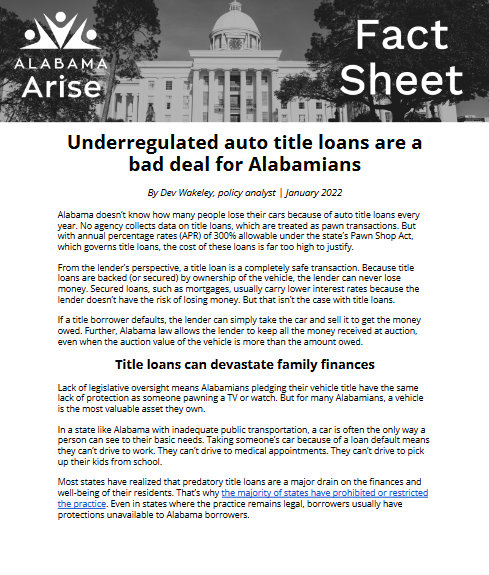 ALABAMA
Arise
Fact
Sheet
Underregulated auto title loans are a
bad deal for Alabamians
By Dev Wakeley, policy analyst | January 2022
Alabama doesn't know how many people lose their cars because of auto title loans every
year. No agency collects data on title loans, which are treated as pawn transactions. But
with annual percentage rates (APR) of 300% allowable under the state's Pawn Shop Act,
which governs title loans, the cost of these loans is far too high to justify.
From the lender's perspective, a title loan is a completely safe transaction. Because title
loans are backed (or secured) by ownership of the vehicle, the lender can never lose
money. Secured loans, such as mortgages, usually carry lower interest rates because the
lender doesn't have the risk of losing money. But that isn't the case with title loans.
If a title borrower defaults, the lender can simply take the car and sell it to get the money
owed. Further, Alabama law allows the lender to keep all the money received at auction,
even when the auction value of the vehicle is more than the amount owed.
Title loans can devastate family finances
Lack of legislative oversight means Alabamians pledging their vehicle title have the same
lack of protection as someone pawning a TV or watch. But for many Alabamians, a vehicle
is the most valuable asset they own.
In a state like Alabama with inadequate public transportation, a car is often the only way a
person can see to their basic needs. Taking someone's car because of a loan default means
they can't drive to work. They can't drive to medical appointments. They can't drive to pick
up their kids from school.
Most states have realized that predatory title loans are a major drain on the finances and
well-being of their residents. That's why the majority of states have prohibited or restricted
the practice. Even in states where the practice remains legal, borrowers usually have
protections unavailable to Alabama borrowers.